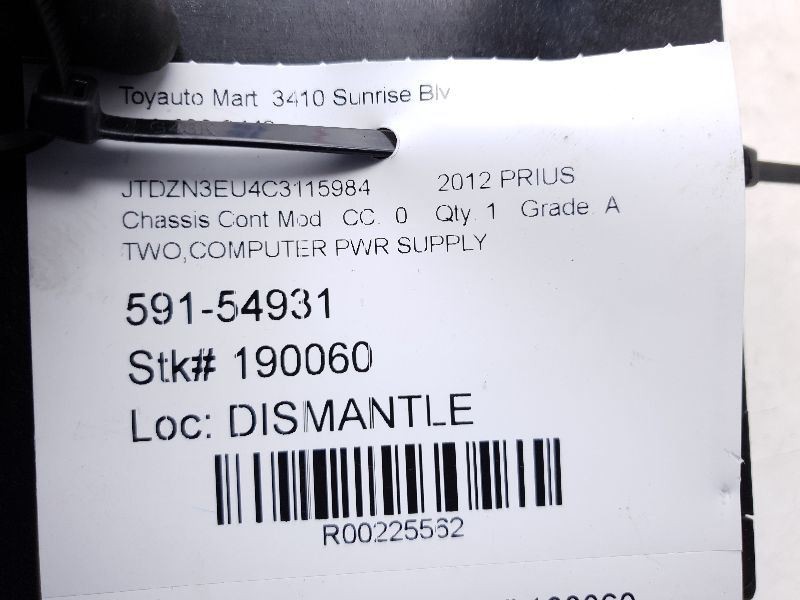 Toyauto Mart 3410 Sunrise Blv
JTDZN3EU4C3115984 2012 PRIUS
Chassis Cont Mod CC. 0 Qty. 1 Grade. A
TWO,COMPUTER PWR SUPPLY
591-54931
Stk# 190060
Loc: DISMANTLE
R00225562
190060